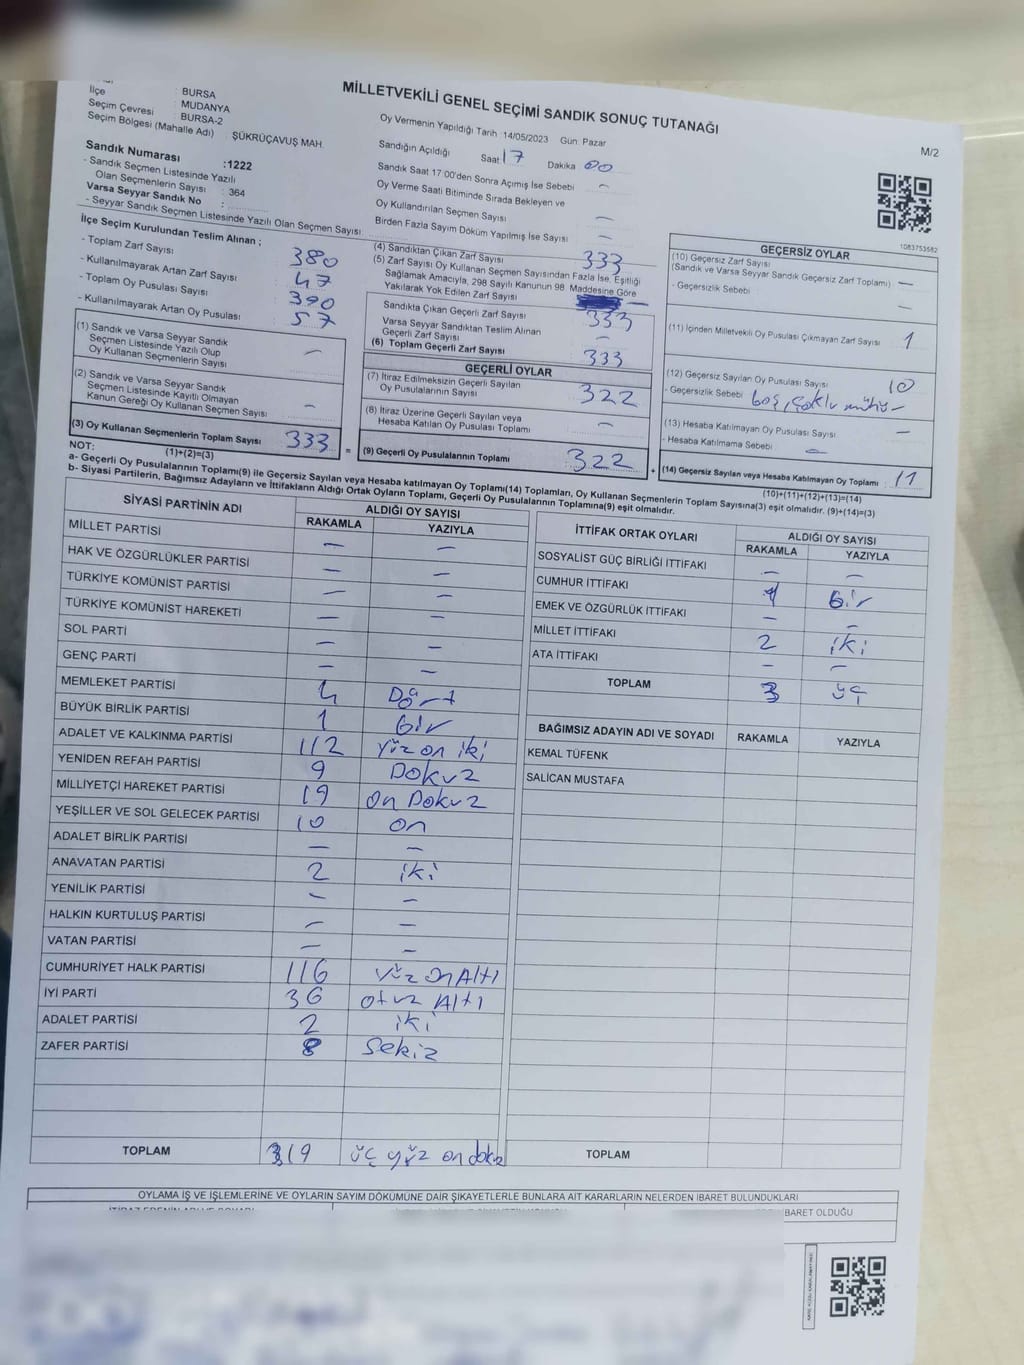 MİLLETVEKİLİ GENEL SEÇİMİ SANDIK SONUÇ TUTANAĞI
M/2
İlçe : BURSA
Seçim Çevresi : MUDANYA
Seçim Bölgesi (Mahalle Adı) : BURSA-2
ŞÜKRÜÇAVUŞ MAH.
Sandık Numarası :1222
- Sandık Seçmen Listesinde Yazılı
Olan Seçmenlerin Sayısı : 364
Varsa Seyyar Sandık No :
- Seyyar Sandık Seçmen Listesinde Yazılı Olan Seçmen Sayısı :
Oy Vermenin Yapıldığı Tarih 14/05/2023 Gün: Pazar
Sandığın Açıldığı Saat 17 Dakika 00
Sandık Saat 17:00'den Sonra Açımış İse Sebebi –
Oy Verme Saati Bitiminde Sırada Bekleyen ve
Oy Kullandırılan Seçmen Sayısı –
Birden Fazla Sayım Döküm Yapılmış İse Sayısı –
1083753582
İlçe Seçim Kurulundan Teslim Alınan ;
- Toplam Zarf Sayısı 380
- Kullanılmayarak Artan Zarf Sayısı 47
- Toplam Oy Pusulası Sayısı 390
- Kullanılmayarak Artan Oy Pusulası 57
(1) Sandık ve Varsa Seyyar Sandık
Seçmen Listesinde Yazılı Olup
Oy Kullanan Seçmenlerin Sayısı –
(2) Sandık ve Varsa Seyyar Sandık
Seçmen Listesinde Kayıtlı Olmayan
Kanun Gereği Oy Kullanan Seçmen Sayısı –
(3) Oy Kullanan Seçmenlerin Toplam Sayısı 333
(1)+(2)=(3)
=
(4) Sandıktan Çıkan Zarf Sayısı 333
(5) Zarf Sayısı Oy Kullanan Seçmen Sayısından Fazla İse, Eşitliği
Sağlamak Amacıyla, 298 Sayılı Kanunun 98. Maddesine Göre
Yakılarak Yok Edilen Zarf Sayısı –
Sandıkta Çıkan Geçerli Zarf Sayısı 333
Varsa Seyyar Sandıktan Teslim Alınan
Geçerli Zarf Sayısı –
(6) Toplam Geçerli Zarf Sayısı 333
GEÇERLİ OYLAR
(7) İtiraz Edilmeksizin Geçerli Sayılan
Oy Pusulalarının Sayısı 322
(8) İtiraz Üzerine Geçerli Sayılan veya
Hesaba Katılan Oy Pusulası Toplamı –
(9) Geçerli Oy Pusulalarının Toplamı 322
+
GEÇERSİZ OYLAR
(10) Geçersiz Zarf Sayısı
(Sandık ve Varsa Seyyar Sandık Geçersiz Zarf Toplamı) –
- Geçersizlik Sebebi : –
(11) İçinden Milletvekili Oy Pusulası Çıkmayan Zarf Sayısı 1
(12) Geçersiz Sayılan Oy Pusulası Sayısı 10
- Geçersizlik Sebebi boş, çoklu
(13) Hesaba Katılmayan Oy Pusulası Sayısı –
- Hesaba Katılmama Sebebi –
(14) Geçersiz Sayılan veya Hesaba Katılmayan Oy Toplamı 11
(10)+(11)+(12)+(13)=(14)
NOT:
a- Geçerli Oy Pusulalarının Toplamı(9) ile Geçersiz Sayılan veya Hesaba katılmayan Oy Toplamı(14) Toplamları, Oy Kullanan Seçmenlerin Toplam Sayısına(3) eşit olmalıdır. (9)+(14)=(3)
b- Siyasi Partilerin, Bağımsız Adayların ve İttifakların Aldığı Ortak Oyların Toplamı, Geçerli Oy Pusulalarının Toplamına(9) eşit olmalıdır.
SİYASİ PARTİNİN ADI ALDIĞI OY SAYISI
RAKAMLA YAZIYLA
MİLLET PARTİSİ – –
HAK VE ÖZGÜRLÜKLER PARTİSİ – –
TÜRKİYE KOMÜNİST PARTİSİ – –
TÜRKİYE KOMÜNİST HAREKETİ – –
SOL PARTİ – –
GENÇ PARTİ – –
MEMLEKET PARTİSİ 4 Dört
BÜYÜK BİRLİK PARTİSİ 1 bir
ADALET VE KALKINMA PARTİSİ 112 yüz on iki
YENİDEN REFAH PARTİSİ 9 Dokuz
MİLLİYETÇİ HAREKET PARTİSİ 19 on Dokuz
YEŞİLLER VE SOL GELECEK PARTİSİ 10 on
ADALET BİRLİK PARTİSİ – –
ANAVATAN PARTİSİ 2 iki
YENİLİK PARTİSİ – –
HALKIN KURTULUŞ PARTİSİ – –
VATAN PARTİSİ – –
CUMHURİYET HALK PARTİSİ 116 yüz on Altı
İYİ PARTİ 36 otuz Altı
ADALET PARTİSİ 2 iki
ZAFER PARTİSİ 8 Sekiz
TOPLAM 319 üç yüz on dokuz
İTTİFAK ORTAK OYLARI ALDIĞI OY SAYISI
RAKAMLA YAZIYLA
SOSYALİST GÜÇ BİRLİĞİ İTTİFAKI – –
CUMHUR İTTİFAKI 1 bir
EMEK VE ÖZGÜRLÜK İTTİFAKI – –
MİLLET İTTİFAKI 2 iki
ATA İTTİFAKI – –
TOPLAM 3 üç
BAĞIMSIZ ADAYIN ADI VE SOYADI RAKAMLA YAZIYLA
KEMAL TÜFENK
SALİCAN MUSTAFA
TOPLAM
OYLAMA İŞ VE İŞLEMLERİNE VE OYLARIN SAYIM DÖKÜMÜNE DAİR ŞİKAYETLERLE BUNLARA AİT KARARLARIN NELERDEN İBARET BULUNDUKLARI
İBARET OLDUĞU